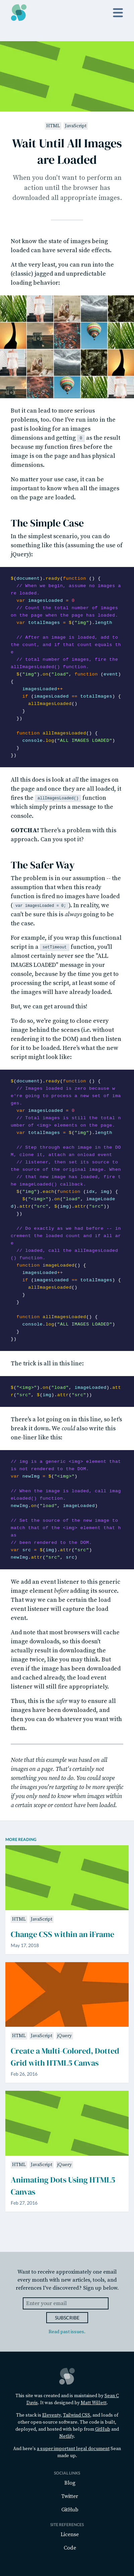 HTML JavaScript
Wait Until All Images
are Loaded
When you don't want to perform an
action until the browser has
downloaded all appropriate images.
Not know the state of images being
loaded can have several side effects.
At the very least, you can run into the
(classic) jagged and unpredictable
loading behavior:
But it can lead to more serious
problems, too. One I've ran into in the
past is looking for an images
dimensions and getting 0 as the result
because my function runs before the
image in the page has actual physical
dimensions.
No matter your use case, it can be
important to know when all the images
on the page are loaded.
The Simple Case
In the simplest scenario, you can do
something like this (assuming the use of
jQuery):
$(document).ready(function () {
// When we begin, assume no images a
re loaded.
var imagesLoaded = 0
// Count the total number of images
on the page when the page has loaded.
var totalImages = $("img").length
// After an image is loaded, add to
the count, and if that count equals th
e
// total number of images, fire the
allImagesLoaded() function.
$("img").on("load", function (event)
{
imagesLoaded++
if (imagesLoaded == totalImages) {
allImagesLoaded()
}
})
function allImagesLoaded() {
console.log("ALL IMAGES LOADED")
}
})
All this does is look at all the images on
the page and once they are all loaded, it
fires the allImagesLoaded() function
which simply prints a message to the
console.
GOTCHA! There's a problem with this
approach. Can you spot it?
The Safer Way
The problem is in our assumption — the
assumption that when this ready
function is fired no images have loaded
( var imagesLoaded = 0; ). In reality, we
can't be sure this is always going to be
the case.
For example, if you wrap this functional
script in a setTimeout function, you'll
almost certainly never see the "ALL
IMAGES LOADED" message in your
console because by the time your page
gets to processing the script, at least
some images will have already loaded.
But, we can get around this!
To do so, we're going to clone every
image on the page into memory (without
rendering it to the DOM) and then listen
for it to be loaded. Here's what the new
script might look like:
$(document).ready(function () {
// Images loaded is zero because w
e're going to process a new set of ima
ges.
var imagesLoaded = 0
// Total images is still the total n
umber of <img> elements on the page.
var totalImages = $("img").length
// Step through each image in the DO
M, clone it, attach an onload event
// listener, then set its source to
the source of the original image. When
// that new image has loaded, fire t
he imageLoaded() callback.
$("img").each(function (idx, img) {
$("<img>").on("load", imageLoade
d).attr("src", $(img).attr("src"))
})
// Do exactly as we had before -- in
crement the loaded count and if all ar
e
// loaded, call the allImagesLoade
d() function.
function imageLoaded() {
imagesLoaded++
if (imagesLoaded == totalImages) {
allImagesLoaded()
}
}
function allImagesLoaded() {
console.log("ALL IMAGES LOADED")
}
})
The trick is all in this line:
$("<img>").on("load", imageLoaded).att
r("src", $(img).attr("src"))
There's a lot going on in this line, so let's
break it down. We could also write this
one-liner like this:
// img is a generic <img> element that
is not rendered to the DOM.
var newImg = $("<img>")
// When the image is loaded, call imag
eLoaded() function.
newImg.on("load", imageLoaded)
// Set the source of the new image to
match that of the <img> element that h
as
// been rendered to the DOM.
var src = $(img).attr("src")
newImg.attr("src", src)
We add an event listener to this generic
image element before adding its source.
That way we can be certain the load
event listener will capture the load
event.
And note that most browsers will cache
image downloads, so this doesn't
actually result in downloading the
image twice, like you may think. But
even if the image had been downloaded
and cached already, the load event
listener will still fire appropriately.
Thus, this is the safer way to ensure all
images have been downloaded, and
then you can do whatever you want with
them.
Note that this example was hand on all
images on a page. That's certainly not
something you need to do. You could scope
the images you're targeting to be more specific
if you only need to know when images within
a certain scope or content have been loaded.
MORE READING:
HTML JavaScript
Change CSS within an iFrame
May 17, 2018
HTML JavaScript jQuery
Create a Multi-Colored, Dotted
Grid with HTML5 Canvas
Feb 26, 2016
HTML JavaScript jQuery
Animating Dots Using HTML5
Canvas
Feb 27, 2016
You want to receive approximately one email
every month with new articles, tools, and
references I've discovered? Sign up below.
Enter your email
SUBSCRIBE
Read past issues.
This site was created and is maintained by Sean C
Davis. It was designed by Matt Willett.
The stack is Eleventy, Tailwind CSS, and loads of
other open-source software. The code is built,
deployed, and hosted with help from GitHub and
Netlify.
And here's a super important legal document Sean
made up.
SOCIAL LINKS
Blog
Twitter
GitHub
SITE REFERENCES
License
Code